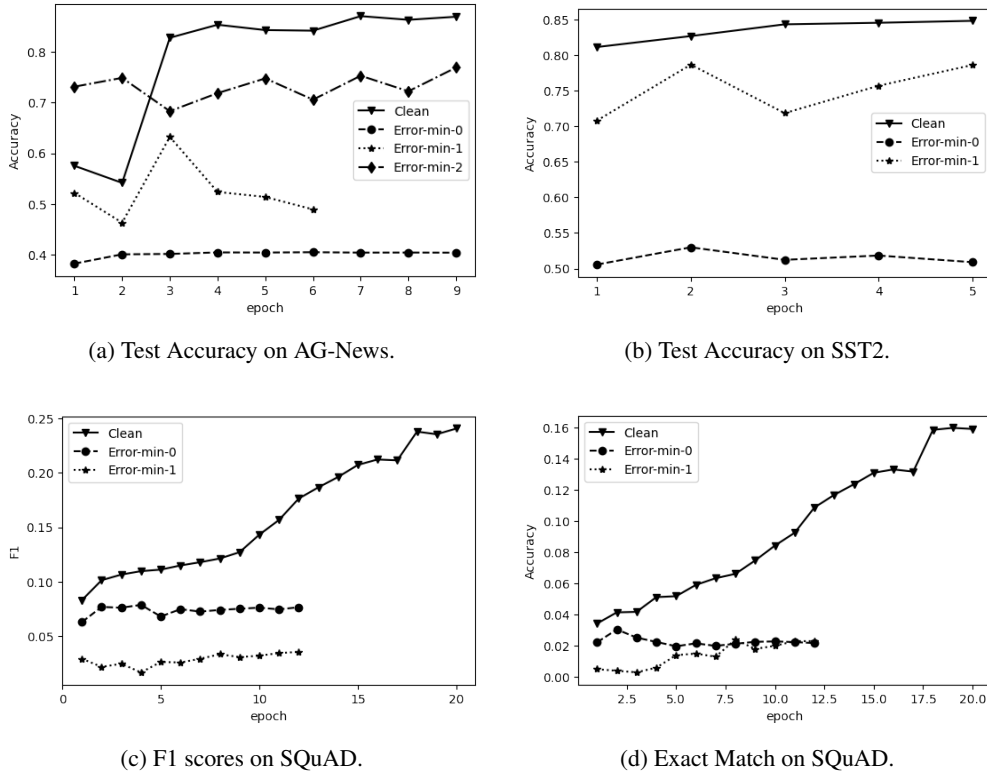 0.8
0.7
0.6
0.5
0.4
Accuracy
1 2 3 4 5 6 7 8 9
epoch
Clean
Error-min-0
Error-min-1
Error-min-2
(a) Test Accuracy on AG-News.
0.85
0.80
0.75
0.70
0.65
0.60
0.55
0.50
Accuracy
1 2 3 4 5
epoch
Clean
Error-min-0
Error-min-1
(b) Test Accuracy on SST2.
0.25
0.20
0.15
0.10
0.05
F1
0 5 10 15 20
epoch
Clean
Error-min-0
Error-min-1
(c) F1 scores on SQuAD.
0.16
0.14
0.12
0.10
0.08
0.06
0.04
0.02
0.00
Accuracy
2.5 5.0 7.5 10.0 12.5 15.0 17.5 20.0
epoch
Clean
Error-min-0
Error-min-1
(d) Exact Match on SQuAD.